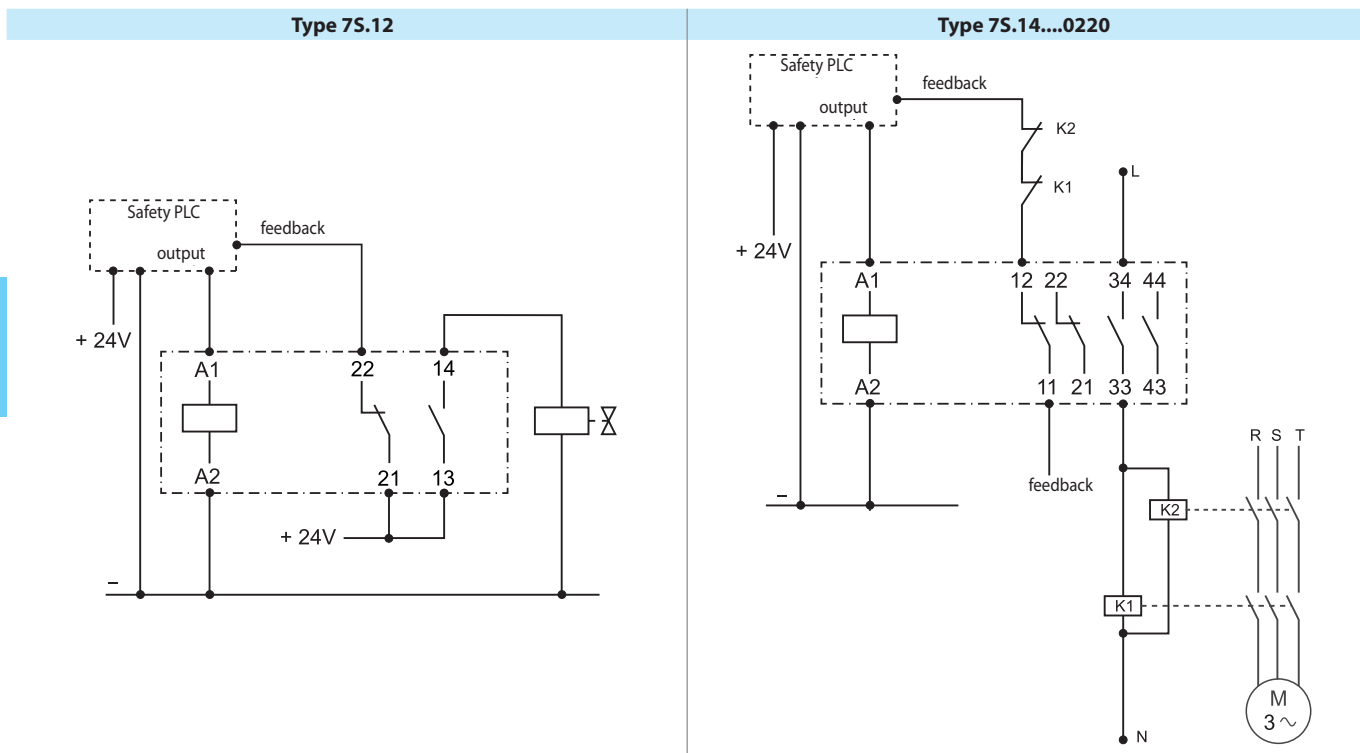 Type 7S.12
Safety PLC
output
feedback
+ 24V
A1
22
14
A2
21
13
+ 24V
–
Type 7S.14....0220
Safety PLC
output
feedback
K2
K1
L
+ 24V
A1
12 22
34 44
A2
11 21 33 43
feedback
–
R S T
K2
K1
M
3 ~
N